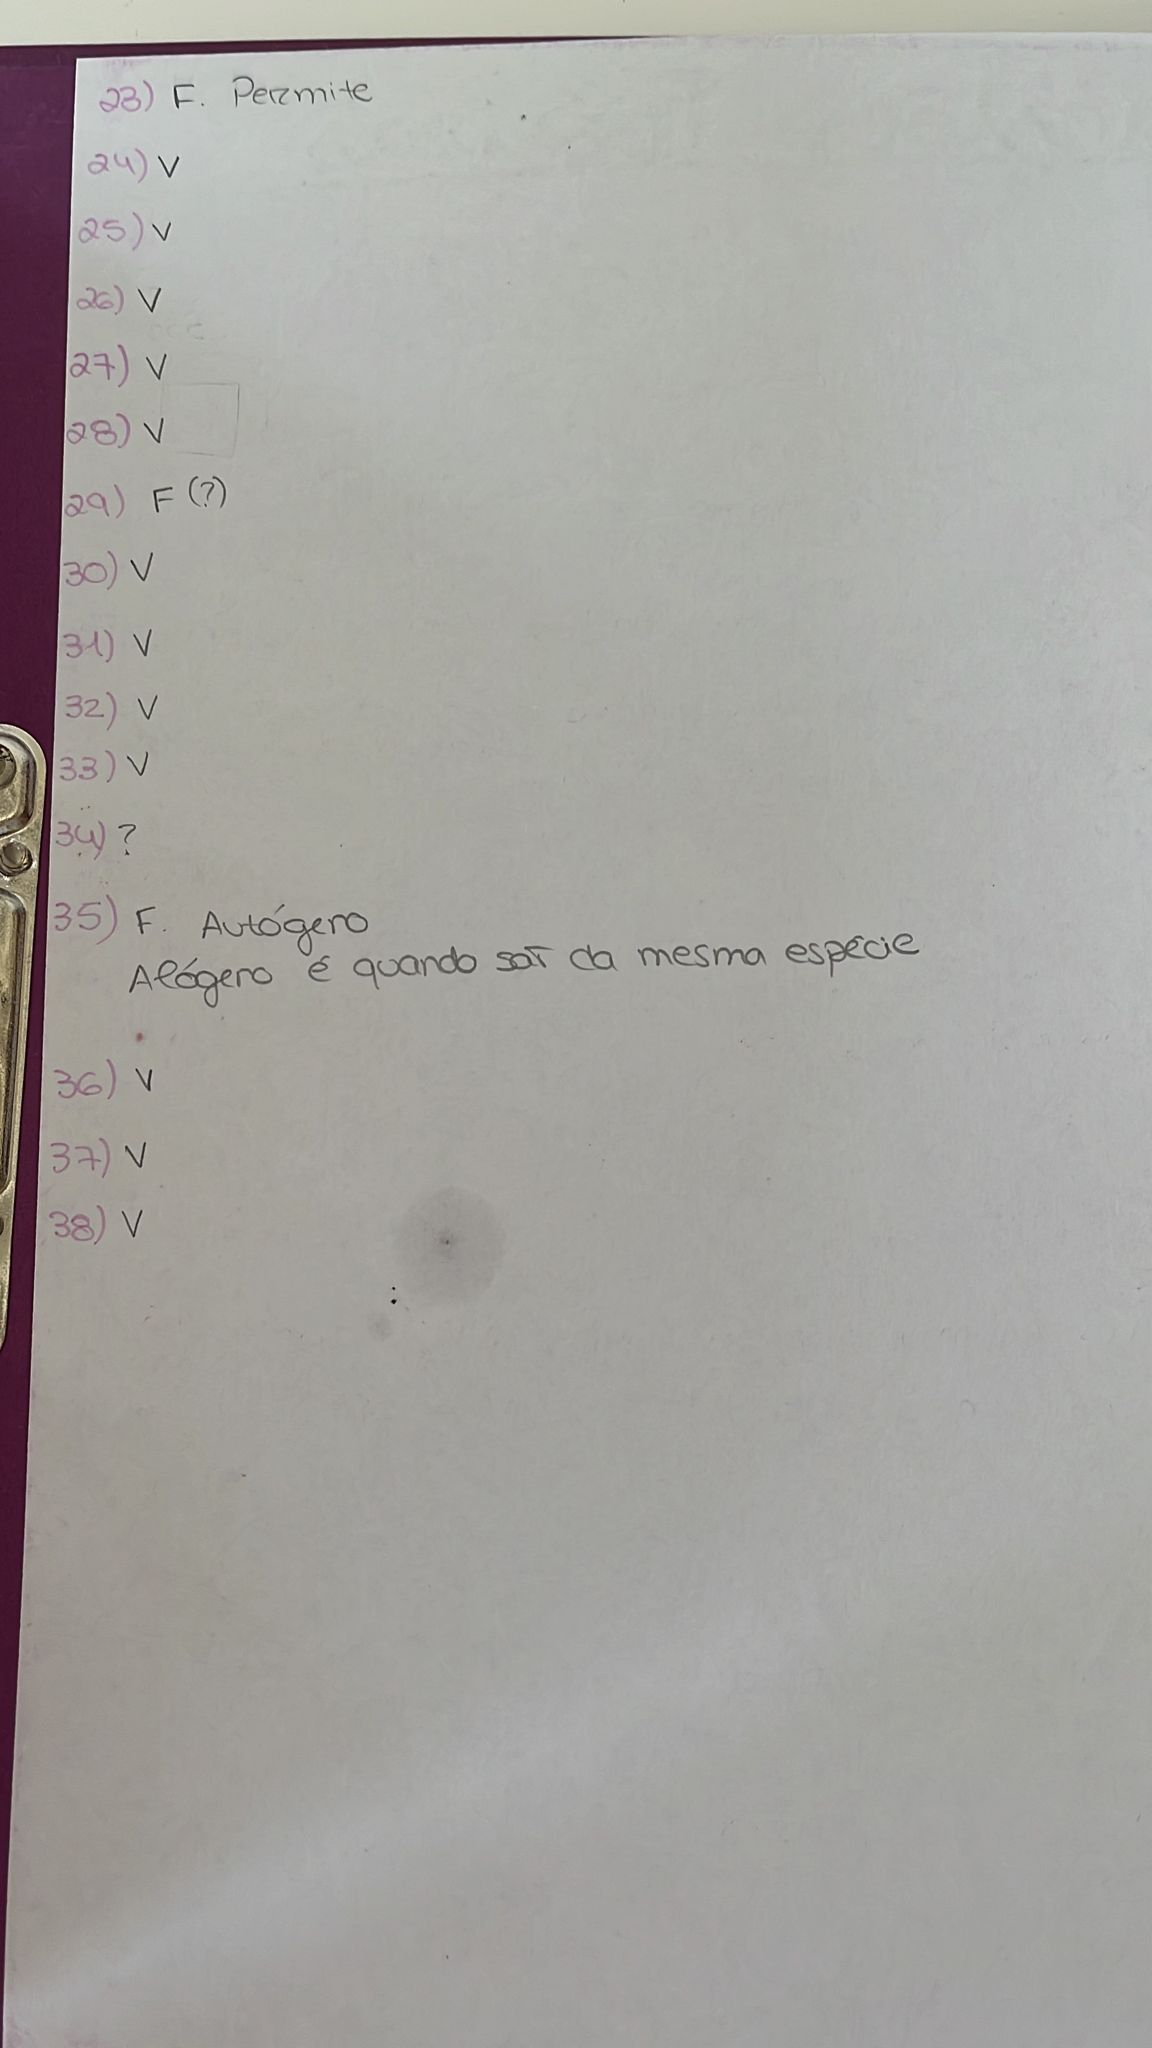 23) F. Permite
24) V
25) V
26) V
27) V
28) V
29) F (?)
30) V
31) V
32) V
33) V
34) ?
35) F. Autógero
Alógero é quando sai da mesma espécie
36) V
37) V
38) V